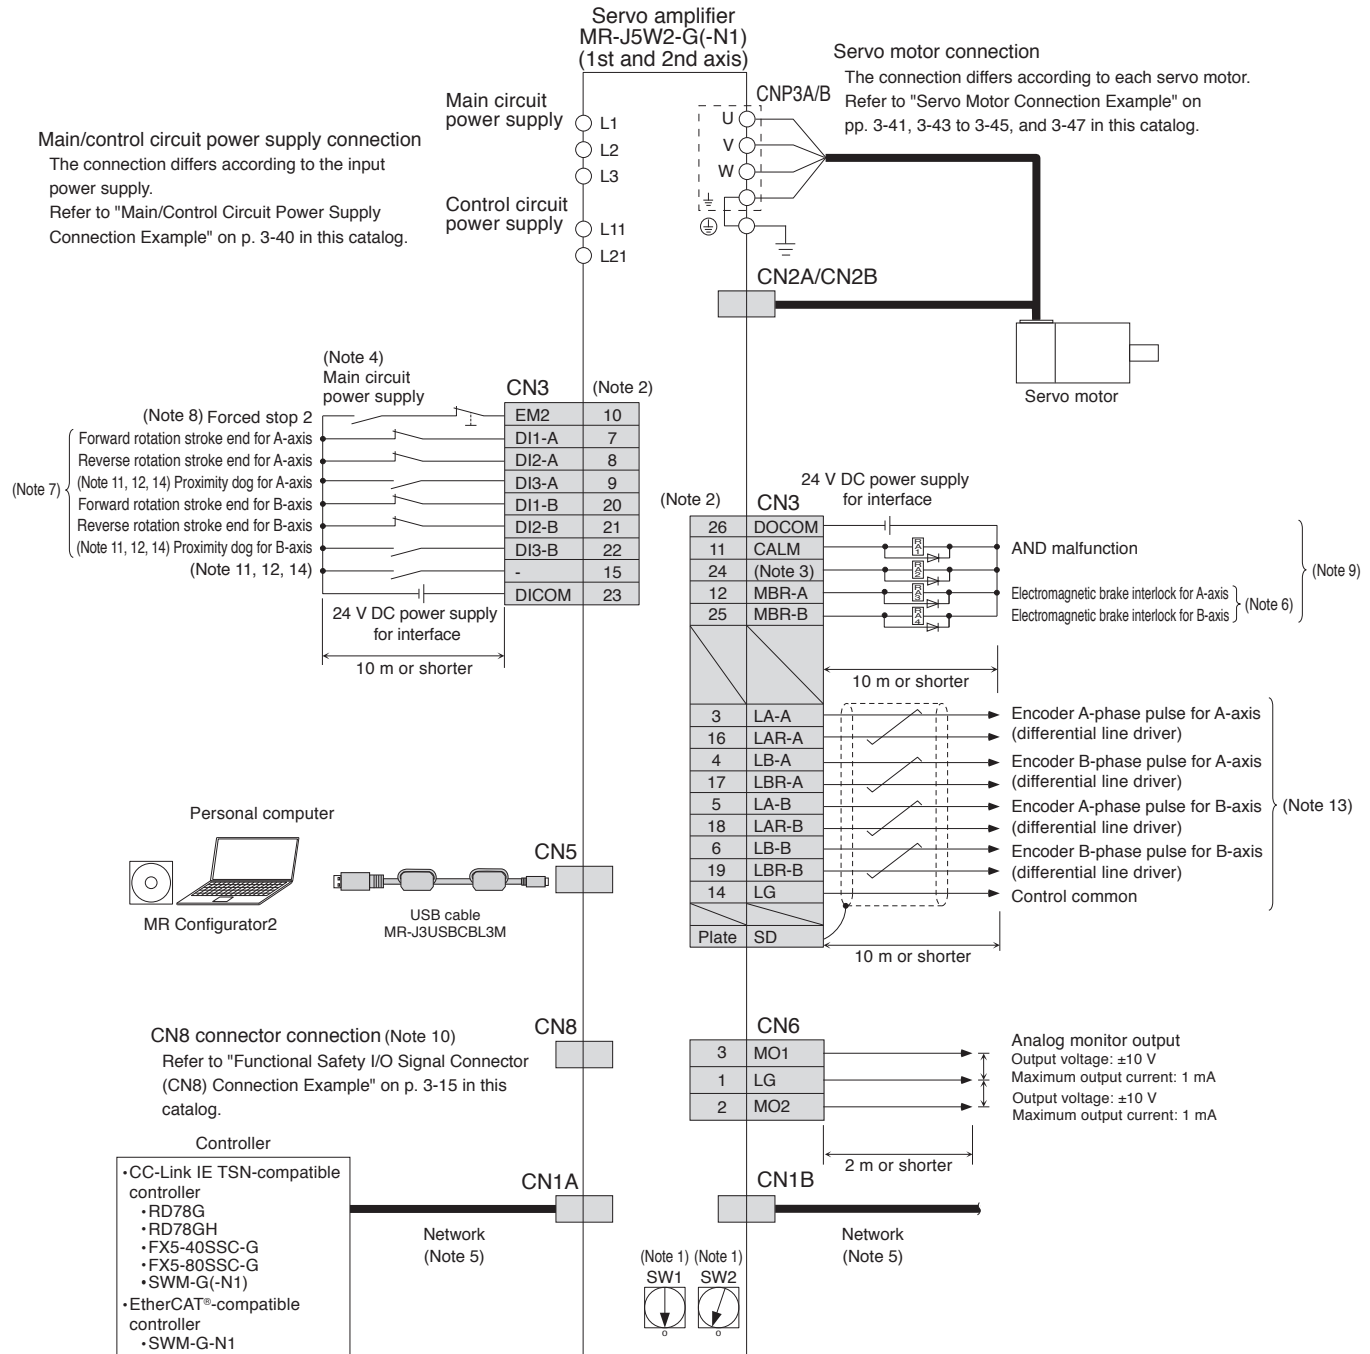 Servo amplifier
MR-J5W2-G(-N1)
(1st and 2nd axis)
Servo motor connection
The connection differs according to each servo motor.
Refer to "Servo Motor Connection Example" on
pp. 3-41, 3-43 to 3-45, and 3-47 in this catalog.
CNP3A/B
U
V
W
Main circuit
power supply
L1
L2
L3
Control circuit
power supply
L11
L21
Main/control circuit power supply connection
The connection differs according to the input
power supply.
Refer to "Main/Control Circuit Power Supply
Connection Example" on p. 3-40 in this catalog.
CN2A/CN2B
Servo motor
(Note 4)
Main circuit
power supply
CN3
(Note 2)
(Note 8) Forced stop 2
EM2
10
Forward rotation stroke end for A-axis
DI1-A
7
Reverse rotation stroke end for A-axis
DI2-A
8
(Note 7)
(Note 11, 12, 14) Proximity dog for A-axis
DI3-A
9
Forward rotation stroke end for B-axis
DI1-B
20
Reverse rotation stroke end for B-axis
DI2-B
21
(Note 11, 12, 14) Proximity dog for B-axis
DI3-B
22
(Note 11, 12, 14)
-
15
DICOM
23
24 V DC power supply
for interface
10 m or shorter
24 V DC power supply
for interface
(Note 2)
CN3
26
DOCOM
11
CALM
RA1
AND malfunction
24
(Note 3)
RA2
(Note 9)
12
MBR-A
RA3
Electromagnetic brake interlock for A-axis
(Note 6)
25
MBR-B
RA4
Electromagnetic brake interlock for B-axis
10 m or shorter
3
LA-A
Encoder A-phase pulse for A-axis
16
LAR-A
(differential line driver)
4
LB-A
Encoder B-phase pulse for A-axis
17
LBR-A
(differential line driver)
5
LA-B
Encoder A-phase pulse for B-axis
(Note 13)
18
LAR-B
(differential line driver)
6
LB-B
Encoder B-phase pulse for B-axis
19
LBR-B
(differential line driver)
14
LG
Control common
Plate
SD
10 m or shorter
Personal computer
MR Configurator2
USB cable
MR-J3USBCBL3M
CN5
CN8 connector connection (Note 10)
Refer to "Functional Safety I/O Signal Connector
(CN8) Connection Example" on p. 3-15 in this
catalog.
CN8
CN6
3
MO1
1
LG
2
MO2
Analog monitor output
Output voltage: ±10 V
Maximum output current: 1 mA
Output voltage: ±10 V
Maximum output current: 1 mA
2 m or shorter
Controller
•CC-Link IE TSN-compatible
controller
•RD78G
•RD78GH
•FX5-40SSC-G
•FX5-80SSC-G
•SWM-G(-N1)
•EtherCAT®-compatible
controller
•SWM-G-N1
CN1A
Network
(Note 5)
CN1B
Network
(Note 5)
(Note 1) (Note 1)
SW1
SW2
0
0